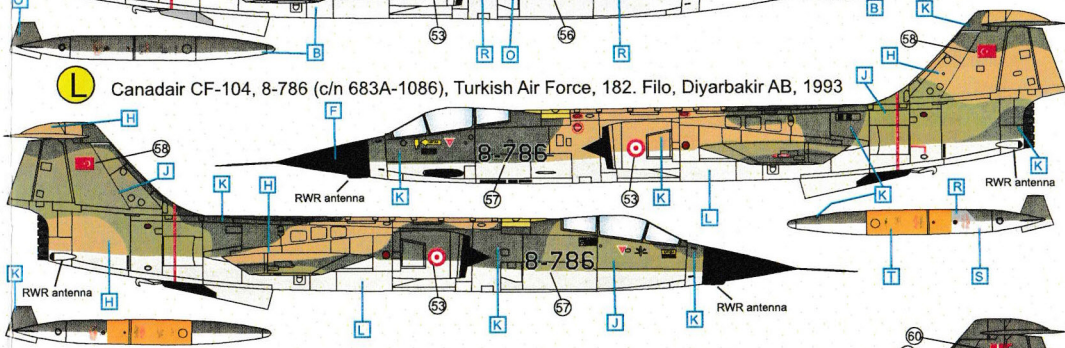 U
B
53
R
O
56
R
B
K
58
H
J
L Canadair CF-104, 8-786 (c/n 683A-1086), Turkish Air Force, 182. Filo, Diyarbakir AB, 1993
F
8-786
K
57
53
K
L
K
K
RWR antenna
RWR antenna
H
58
J
K
H
8-786
K
R
T
S
K
RWR antenna
H
L
53
K
57
J
K
RWR antenna
60